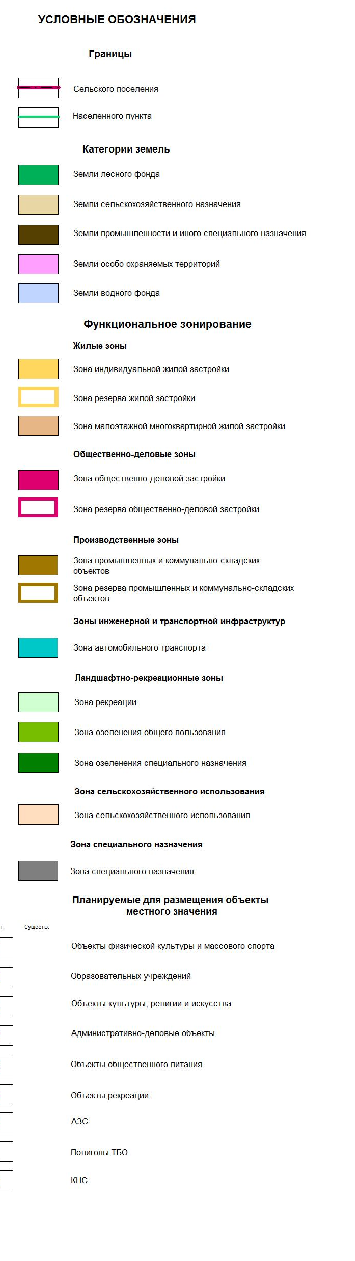 УСЛОВНЫЕ ОБОЗНАЧЕНИЯ
Границы
Сельского поселения
Населенного пункта
Категории земель
Земли лесного фонда
Земли сельскохозяйственного назначения
Земли промышленности и иного специального назначения
Земли особо охраняемых территорий
Земли водного фонда
Функциональное зонирование
Жилые зоны
Зона индивидуальной жилой застройки
Зона резерва жилой застройки
Зона малоэтажной многоквартирной жилой застройки
Общественно-деловые зоны
Зона общественно-деловой застройки
Зона резерва общественно-деловой застройки
Производственные зоны
Зона промышленных и коммунально-складских
объектов
Зона резерва промышленных и коммунально-складских
объектов
Зоны инженерной и транспортной инфраструктур
Зона автомобильного транспорта
Ландшафтно-рекреационные зоны
Зона рекреации
Зона озеленения общего пользования
Зона озеленения специального назначения
Зона сельскохозяйственного использования
Зона сельскохозяйственного использования
Зона специального назначения
Зона специального назначения
Планируемые для размещения объекты
местного значения
Существ.
Объекты физической культуры и массового спорта
Образовательных учреждений
Объекты культуры, религии и искусства
Административно-деловые объекты
Объекты общественного питания
Объекты рекреации
АЗС
Полигоны ТБО
КНС